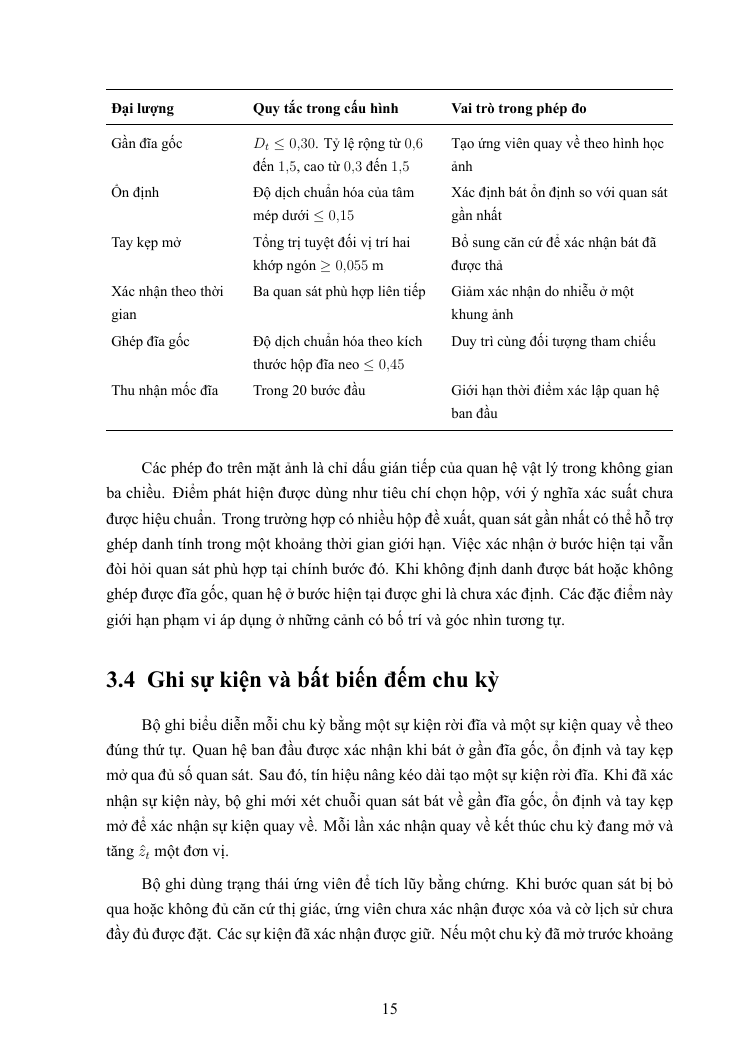 Đại lượng Quy tắc trong cấu hình Vai trò trong phép đo
Gần đĩa gốc D_t ≤ 0,30. Tỷ lệ rộng từ 0,6 Tạo ứng viên quay về theo hình học
đến 1,5, cao từ 0,3 đến 1,5 ảnh
Ổn định Độ dịch chuẩn hóa của tâm Xác định bát ổn định so với quan sát
mép dưới ≤ 0,15 gần nhất
Tay kẹp mở Tổng trị tuyệt đối vị trí hai Bổ sung căn cứ để xác nhận bát đã
khớp ngón ≥ 0,055 m được thả
Xác nhận theo thời Ba quan sát phù hợp liên tiếp Giảm xác nhận do nhiễu ở một
gian khung ảnh
Ghép đĩa gốc Độ dịch chuẩn hóa theo kích Duy trì cùng đối tượng tham chiếu
thước hộp đĩa neo ≤ 0,45
Thu nhận mốc đĩa Trong 20 bước đầu Giới hạn thời điểm xác lập quan hệ
ban đầu
Các phép đo trên mặt ảnh là chỉ dấu gián tiếp của quan hệ vật lý trong không gian
ba chiều. Điểm phát hiện được dùng như tiêu chí chọn hộp, với ý nghĩa xác suất chưa
được hiệu chuẩn. Trong trường hợp có nhiều hộp đề xuất, quan sát gần nhất có thể hỗ trợ
ghép danh tính trong một khoảng thời gian giới hạn. Việc xác nhận ở bước hiện tại vẫn
đòi hỏi quan sát phù hợp tại chính bước đó. Khi không định danh được bát hoặc không
ghép được đĩa gốc, quan hệ ở bước hiện tại được ghi là chưa xác định. Các đặc điểm này
giới hạn phạm vi áp dụng ở những cảnh có bố trí và góc nhìn tương tự.
3.4 Ghi sự kiện và bất biến đếm chu kỳ
Bộ ghi biểu diễn mỗi chu kỳ bằng một sự kiện rời đĩa và một sự kiện quay về theo
đúng thứ tự. Quan hệ ban đầu được xác nhận khi bát ở gần đĩa gốc, ổn định và tay kẹp
mở qua đủ số quan sát. Sau đó, tín hiệu nâng kéo dài tạo một sự kiện rời đĩa. Khi đã xác
nhận sự kiện này, bộ ghi mới xét chuỗi quan sát bát về gần đĩa gốc, ổn định và tay kẹp
mở để xác nhận sự kiện quay về. Mỗi lần xác nhận quay về kết thúc chu kỳ đang mở và
tăng ẑ_t một đơn vị.
Bộ ghi dùng trạng thái ứng viên để tích lũy bằng chứng. Khi bước quan sát bị bỏ
qua hoặc không đủ căn cứ thị giác, ứng viên chưa xác nhận được xóa và cờ lịch sử chưa
đầy đủ được đặt. Các sự kiện đã xác nhận được giữ. Nếu một chu kỳ đã mở trước khoảng
15